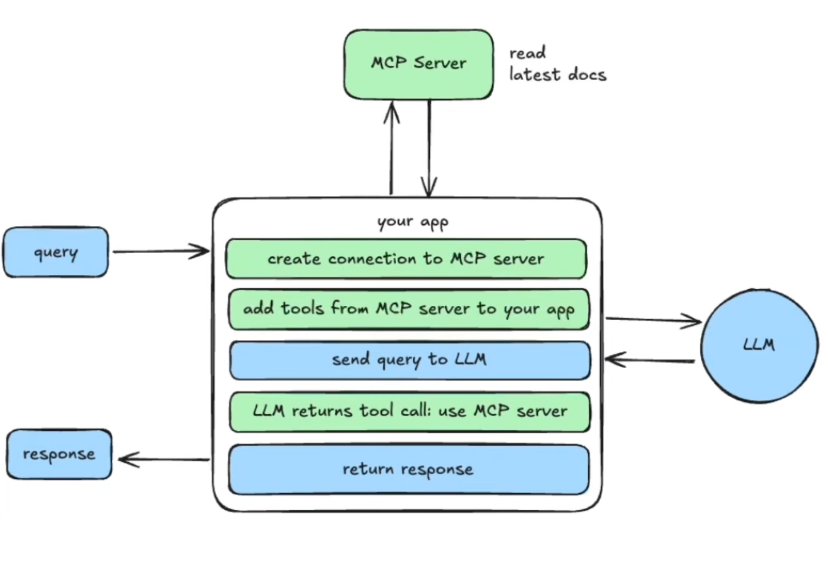 MCP Server
read
latest docs
your app
query
create connection to MCP server
add tools from MCP server to your app
send query to LLM
LLM
LLM returns tool call: use MCP server
response
return response